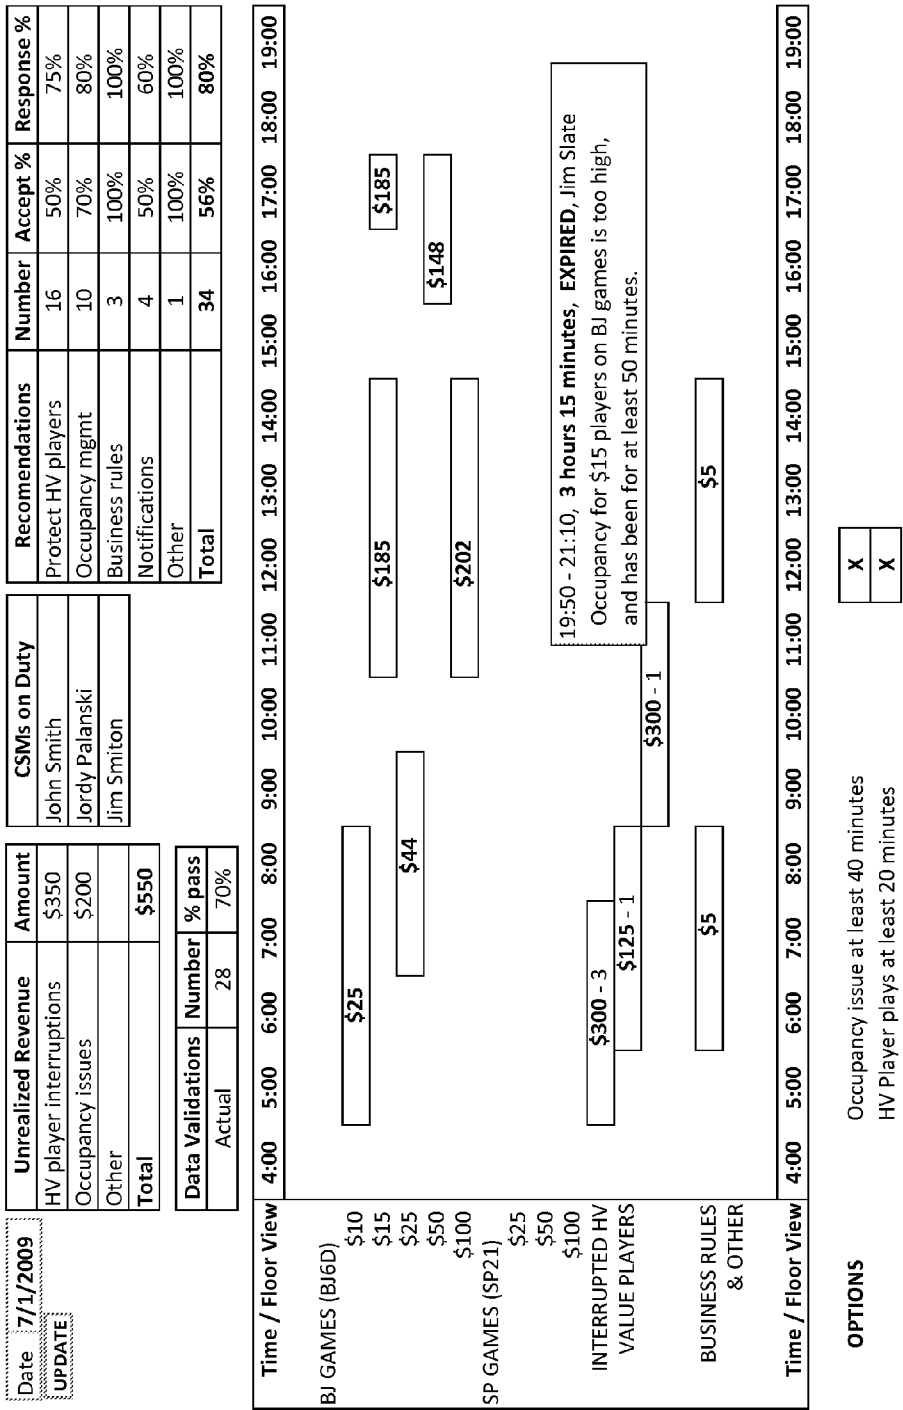 Date 7/1/2009
UPDATE
Unrealized Revenue Amount
HV player interruptions $350
Occupancy issues $200
Other
Total $550
Data Validations Number % pass
Actual 28 70%
CSMs on Duty
John Smith
Jordy Palanski
Jim Smiton
Recomendations Number Accept % Response %
Protect HV players 16 50% 75%
Occupancy mgmt 10 70% 80%
Business rules 3 100% 100%
Notifications 4 50% 60%
Other 1 100% 100%
Total 34 56% 80%
Time / Floor View 4:00 5:00 6:00 7:00 8:00 9:00 10:00 11:00 12:00 13:00 14:00 15:00 16:00 17:00 18:00 19:00
BJ GAMES (BJ6D)
$10 $25
$15 $185 $185
$25 $44
$50 $148
$100 $202
SP GAMES (SP21)
$25
$50
$100
INTERRUPTED HV $300 - 3
VALUE PLAYERS $125 - 1
$300 - 1
19:50 - 21:10, 3 hours 15 minutes, EXPIRED, Jim Slate
Occupancy for $15 players on BJ games is too high,
and has been for at least 50 minutes.
BUSINESS RULES $5 $5
& OTHER
Time / Floor View 4:00 5:00 6:00 7:00 8:00 9:00 10:00 11:00 12:00 13:00 14:00 15:00 16:00 17:00 18:00 19:00
OPTIONS Occupancy issue at least 40 minutes X
HV Player plays at least 20 minutes X